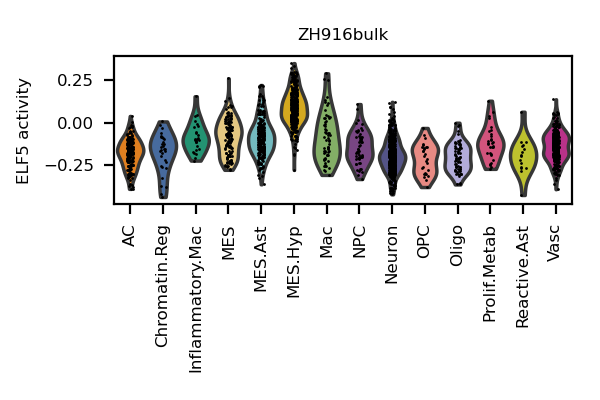 ZH916bulk
ELF5 activity
0.25
0.00
−0.25
AC
Chromatin.Reg
Inflammatory.Mac
MES
MES.Ast
MES.Hyp
Mac
NPC
Neuron
OPC
Oligo
Prolif.Metab
Reactive.Ast
Vasc